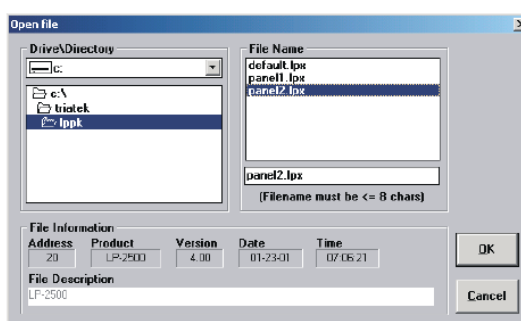 Open file
Drive\Directory
c:
c:\
triatek
lppk
File Name
default.lpx
panel1.lpx
panel2.lpx
panel2.lpx
(Filename must be <= 8 chars)
File Information
Address Product Version Date Time
20 LP-2500 4.00 01-23-01 07:06:21
File Description
LP-2500
OK
Cancel